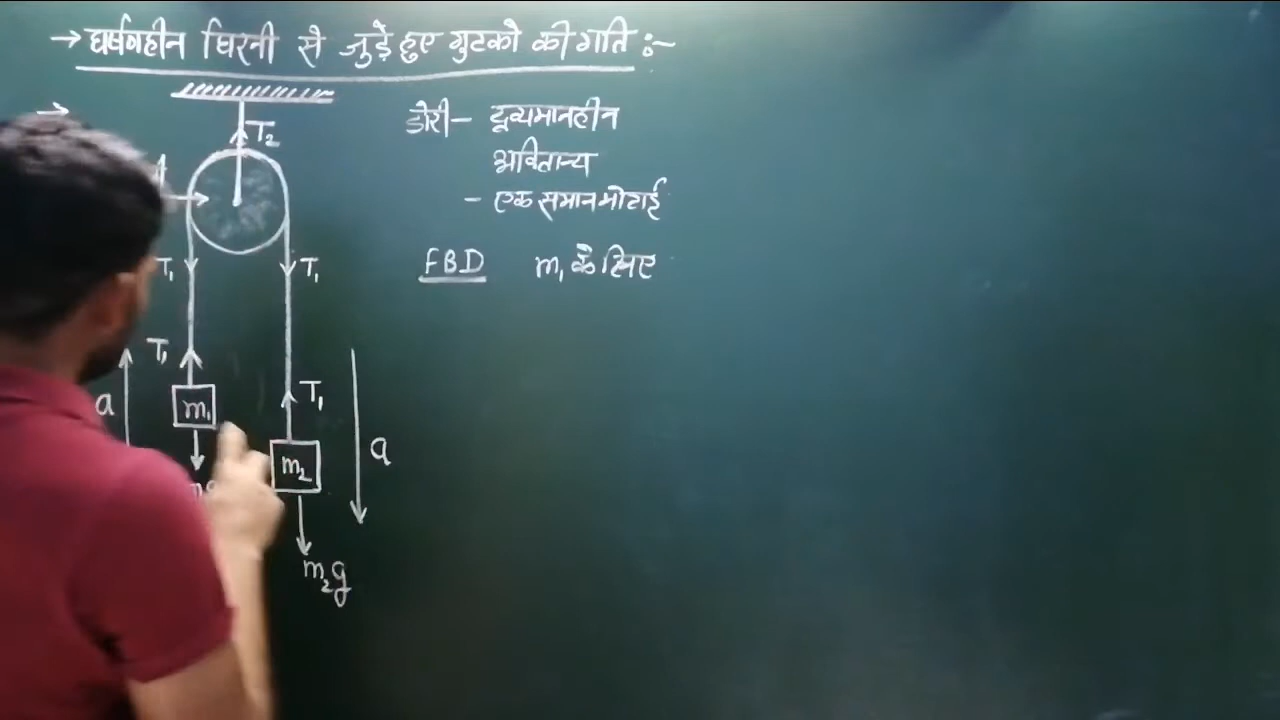 → घर्षणहीन घिरनी से जुड़े हुए गुटको की गति :-
→
T₂
डोरी - द्रव्यमानहीन
अवितान्य
- एक समान मोटाई
T₁ T₁
FBD m₁ के लिए
T₁
T₁
a m₁
m₂ a
m₂g